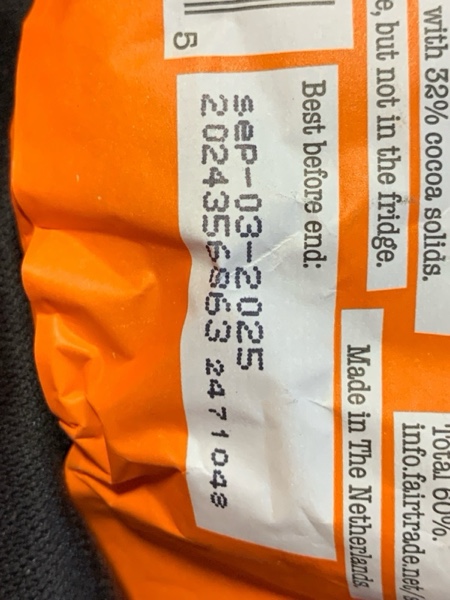 with 32% cocoa solids.
e, but not in the fridge.
Best before end:
sep-03-2025
2024356863 2471048
Made in The Netherlands
Total 60%.
info.fairtrade.net/s
5